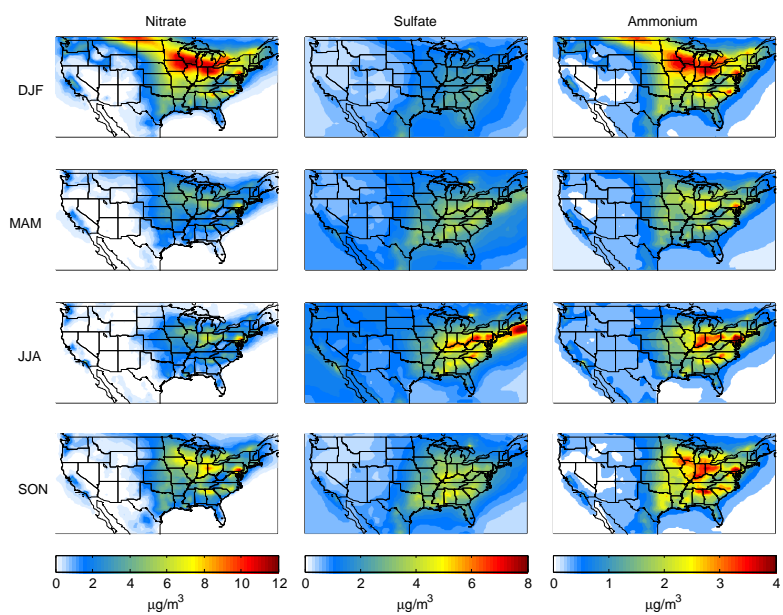 Nitrate Sulfate Ammonium
DJF
MAM
JJA
SON
0 2 4 6 8 10 12 0 2 4 6 8 0 1 2 3 4
μg/m³ μg/m³ μg/m³